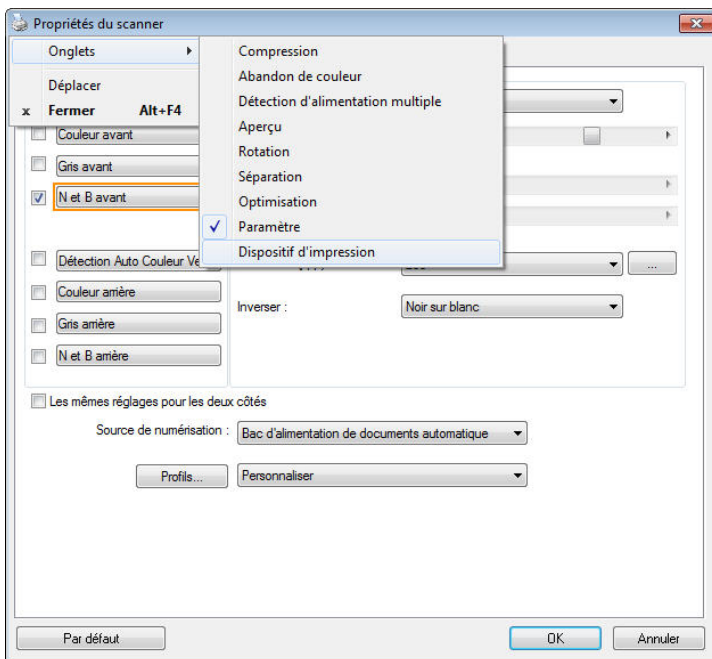 Propriétés du scanner
Onglets
Déplacer
x Fermer Alt+F4
Compression
Abandon de couleur
Détection d'alimentation multiple
Aperçu
Rotation
Séparation
Optimisation
Paramètre
Dispositif d'impression
Couleur avant
Gris avant
N et B avant
Détection Auto Couleur Ve
Couleur arrière
Gris arrière
N et B arrière
...
Inverser : Noir sur blanc
Les mêmes réglages pour les deux côtés
Source de numérisation : Bac d'alimentation de documents automatique
Profils... Personnaliser
Par défaut OK Annuler